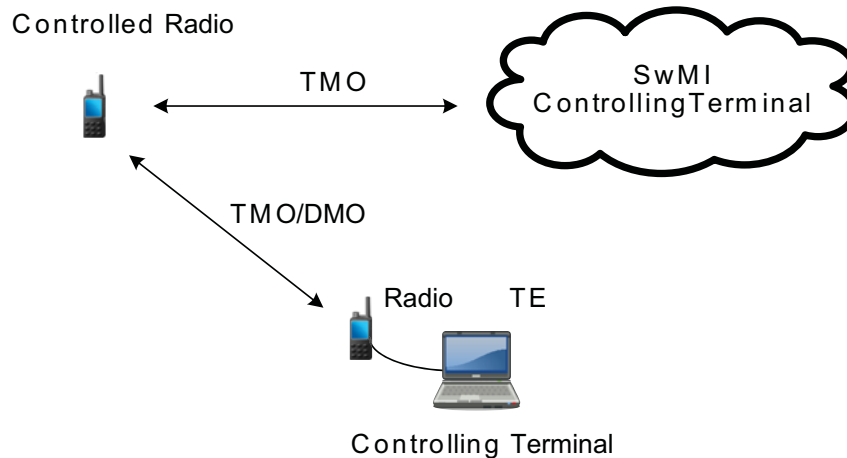 Controlled Radio
TMO
SwMI
ControllingTerminal
TMO/DMO
Radio TE
Controlling Terminal